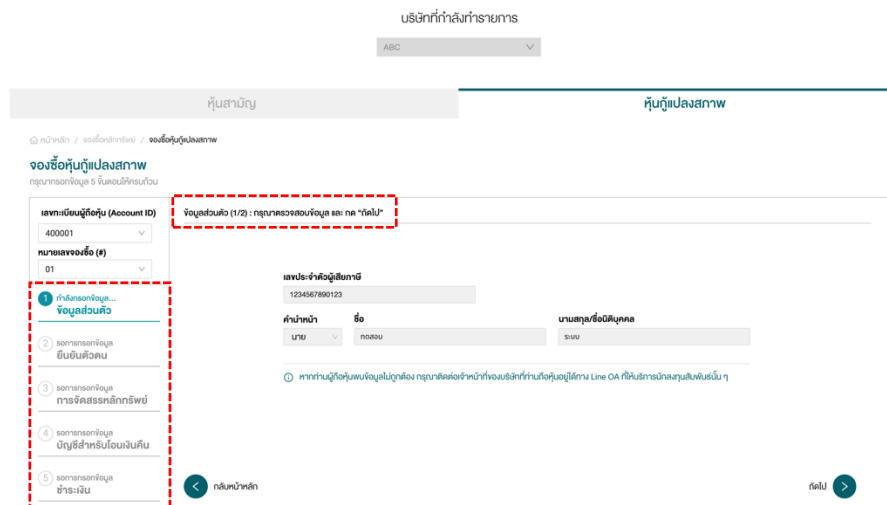 บริษัทที่กำลังทำรายการ
ABC
หุ้นสามัญ
หุ้นกู้แปลงสภาพ
หน้าหลัก / จองซื้อหลักทรัพย์ / จองซื้อหุ้นกู้แปลงสภาพ
จองซื้อหุ้นกู้แปลงสภาพ
กรุณากรอกข้อมูล 5 ขั้นตอนให้ครบถ้วน
เลขทะเบียนผู้ถือหุ้น (Account ID)
400001
หมายเลขจองซื้อ (#)
01
1 กำลังกรอกข้อมูล...
ข้อมูลส่วนตัว
2 รอการกรอกข้อมูล
ยืนยันตัวตน
3 รอการกรอกข้อมูล
การจัดสรรหลักทรัพย์
4 รอการกรอกข้อมูล
บัญชีสำหรับโอนเงินคืน
5 รอการกรอกข้อมูล
ชำระเงิน
ข้อมูลส่วนตัว (1/2) : กรุณาตรวจสอบข้อมูล และ กด "ถัดไป"
เลขประจำตัวผู้เสียภาษี
1234567890123
คำนำหน้า ชื่อ นามสกุล/ชื่อนิติบุคคล
นาย ทดสอบ ระบบ
หากท่านผู้ถือหุ้นพบข้อมูลไม่ถูกต้อง กรุณาติดต่อเจ้าหน้าที่ของบริษัทที่ท่านถือหุ้นอยู่ได้ทาง Line OA ที่ให้บริการนักลงทุนสัมพันธ์นั้น ๆ
กลับหน้าหลัก
ถัดไป